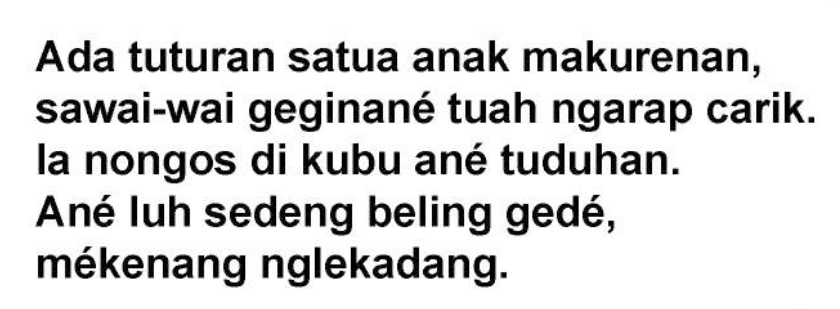 Ada tuturan satua anak makurenan,
sawai-wai geginané tuah ngarap carik.
Ia nongos di kubu ané tuduhan.
Ané luh sedeng beling gedé,
mékenang nglekadang.